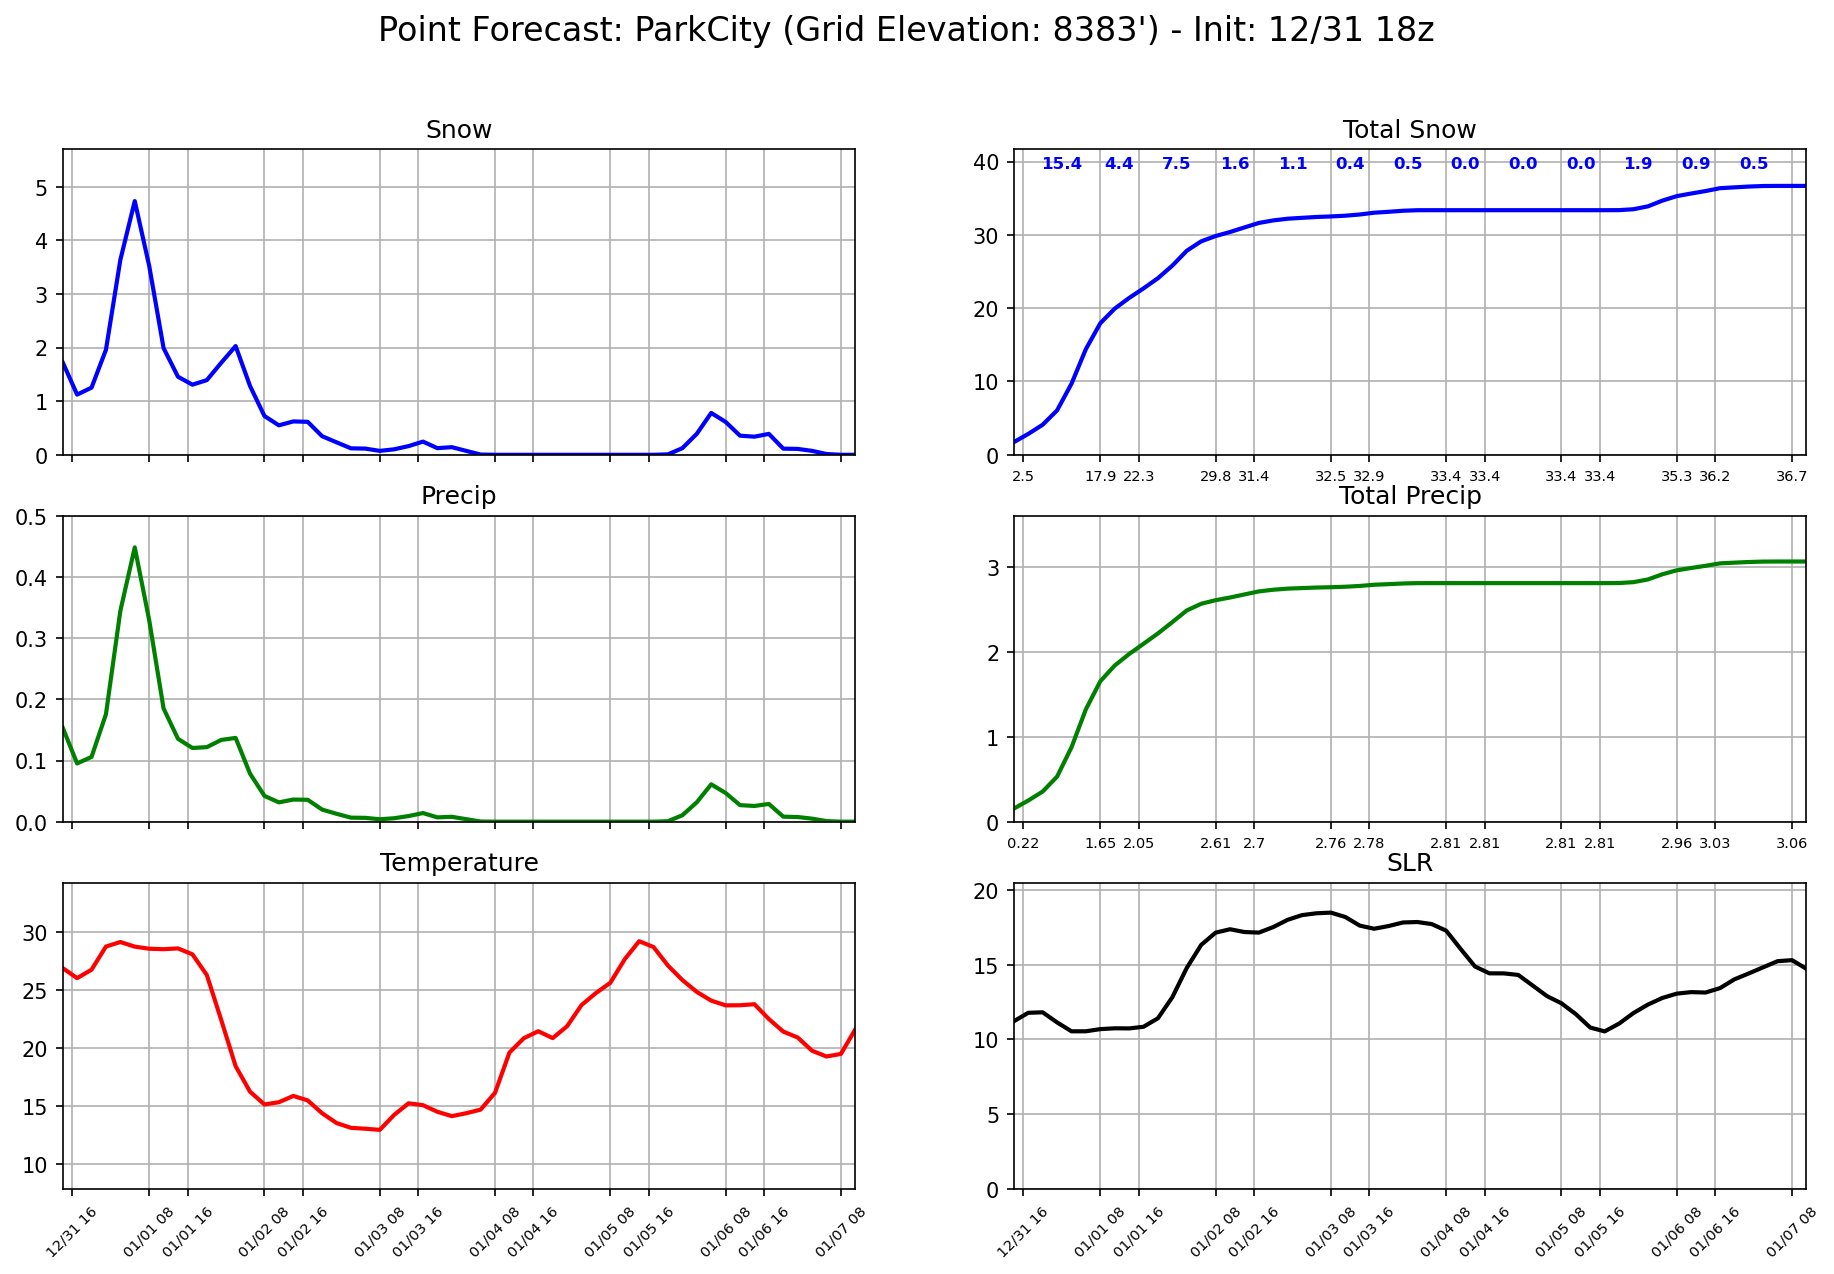 Point Forecast: ParkCity (Grid Elevation: 8383') - Init: 12/31 18z
Snow
5
4
3
2
1
0
Total Snow
15.4 4.4 7.5 1.6 1.1 0.4 0.5 0.0 0.0 0.0 1.9 0.9 0.5
40
30
20
10
0
2.5 17.9 22.3 29.8 31.4 32.5 32.9 33.4 33.4 33.4 33.4 35.3 36.2 36.7
Precip
0.5
0.4
0.3
0.2
0.1
0.0
Total Precip
3
2
1
0
0.22 1.65 2.05 2.61 2.7 2.76 2.78 2.81 2.81 2.81 2.81 2.96 3.03 3.06
Temperature
30
25
20
15
10
12/31 16 01/01 08 01/01 16 01/02 08 01/02 16 01/03 08 01/03 16 01/04 08 01/04 16 01/05 08 01/05 16 01/06 08 01/06 16 01/07 08
SLR
20
15
10
5
0
12/31 16 01/01 08 01/01 16 01/02 08 01/02 16 01/03 08 01/03 16 01/04 08 01/04 16 01/05 08 01/05 16 01/06 08 01/06 16 01/07 08